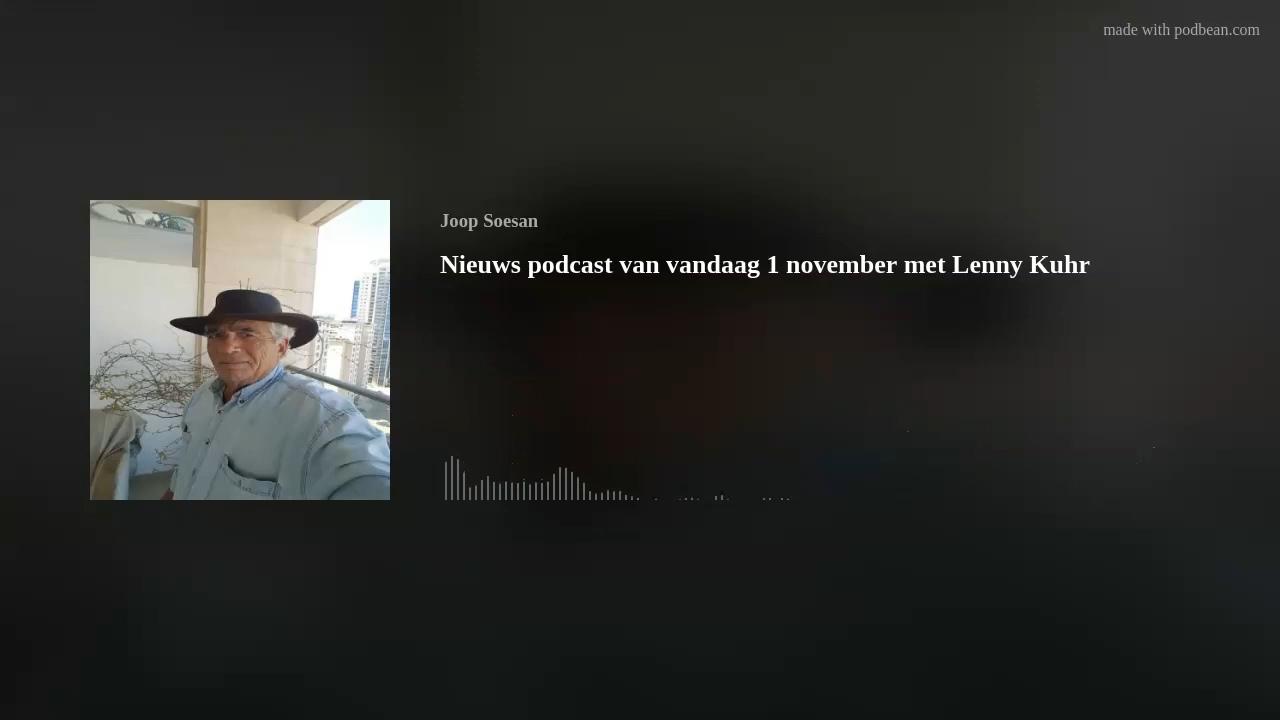 made with podbean.com
Joop Soesan
Nieuws podcast van vandaag 1 november met Lenny Kuhr